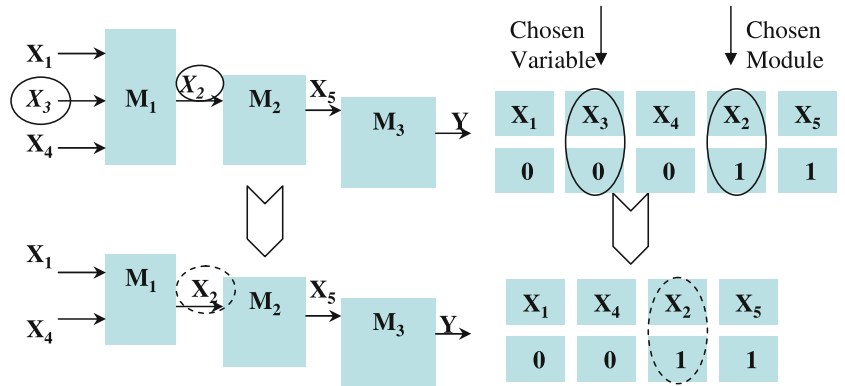 X₁
X₃
X₄
M₁
X₂
M₂
X₅
M₃
Y
Chosen
Variable
Chosen
Module
X₁ X₃ X₄ X₂ X₅
0 0 0 1 1
X₁
X₄
M₁
X₂
M₂
X₅
M₃
Y
X₁ X₄ X₂ X₅
0 0 1 1